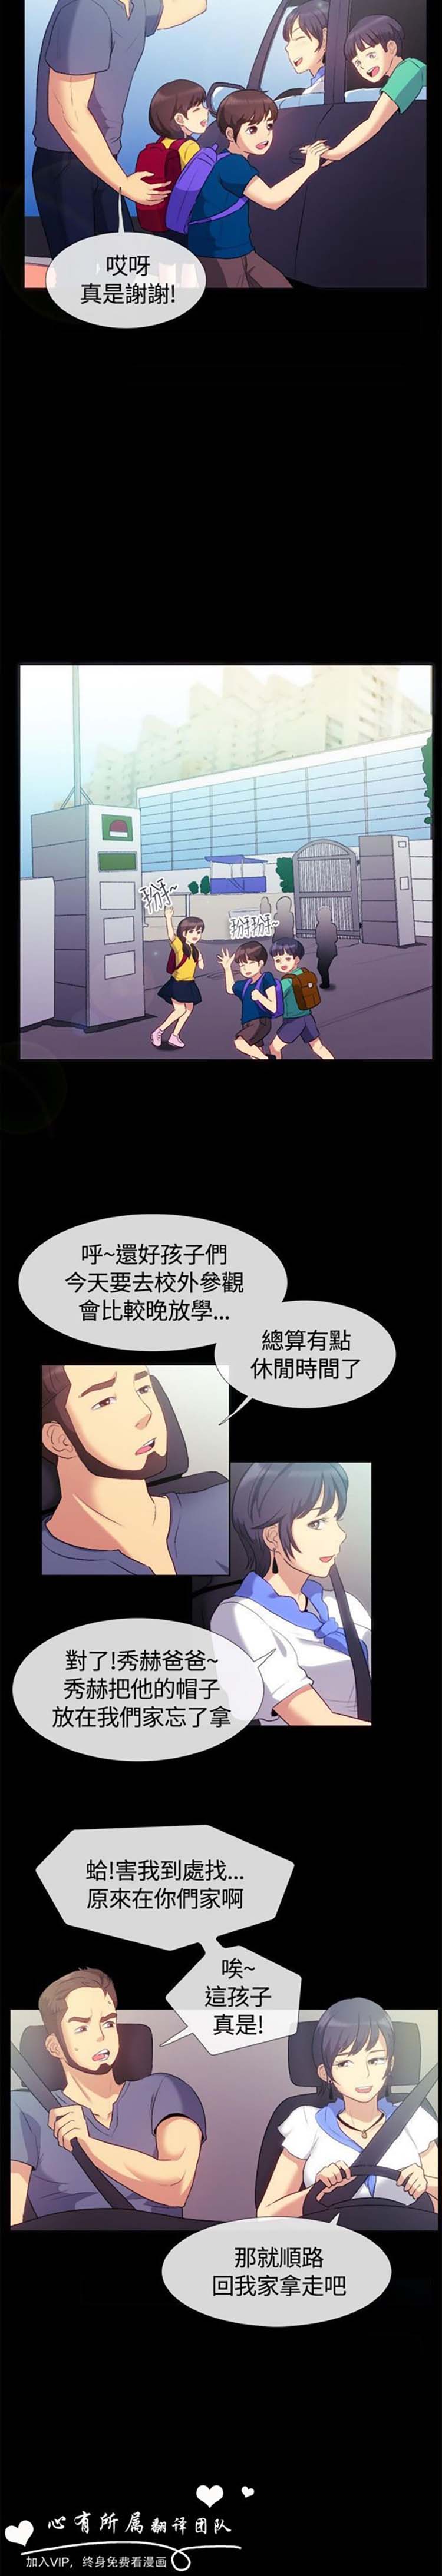 哎呀
真是謝謝!
掰~
掰掰~
呼~還好孩子們
今天要去校外參觀
會比較晚放學...
總算有點
休閒時間了
對了!秀赫爸爸~
秀赫把他的帽子
放在我們家忘了拿
蛤!害我到處找...
原來在你們家啊
唉~
這孩子
真是!
那就順路
回我家拿走吧
心有所属翻译团队
加入VIP，终身免费看漫画